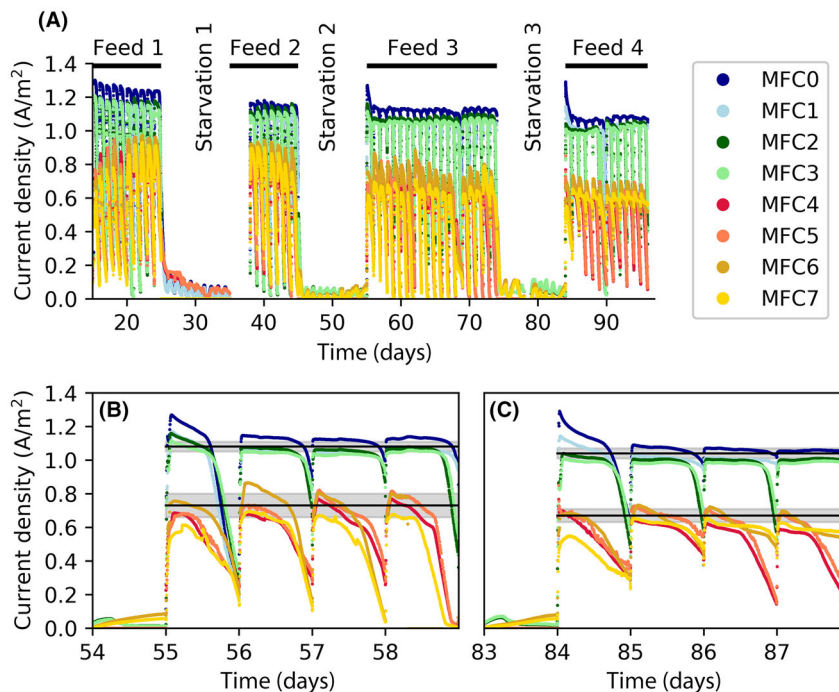 (A)
Feed 1
Starvation 1
Feed 2
Starvation 2
Feed 3
Starvation 3
Feed 4
Current density (A/m²)
1.4
1.2
1.0
0.8
0.6
0.4
0.2
0.0
20 30 40 50 60 70 80 90
Time (days)
MFC0
MFC1
MFC2
MFC3
MFC4
MFC5
MFC6
MFC7
(B)
Current density (A/m²)
1.4
1.2
1.0
0.8
0.6
0.4
0.2
0.0
54 55 56 57 58
Time (days)
(C)
83 84 85 86 87
Time (days)